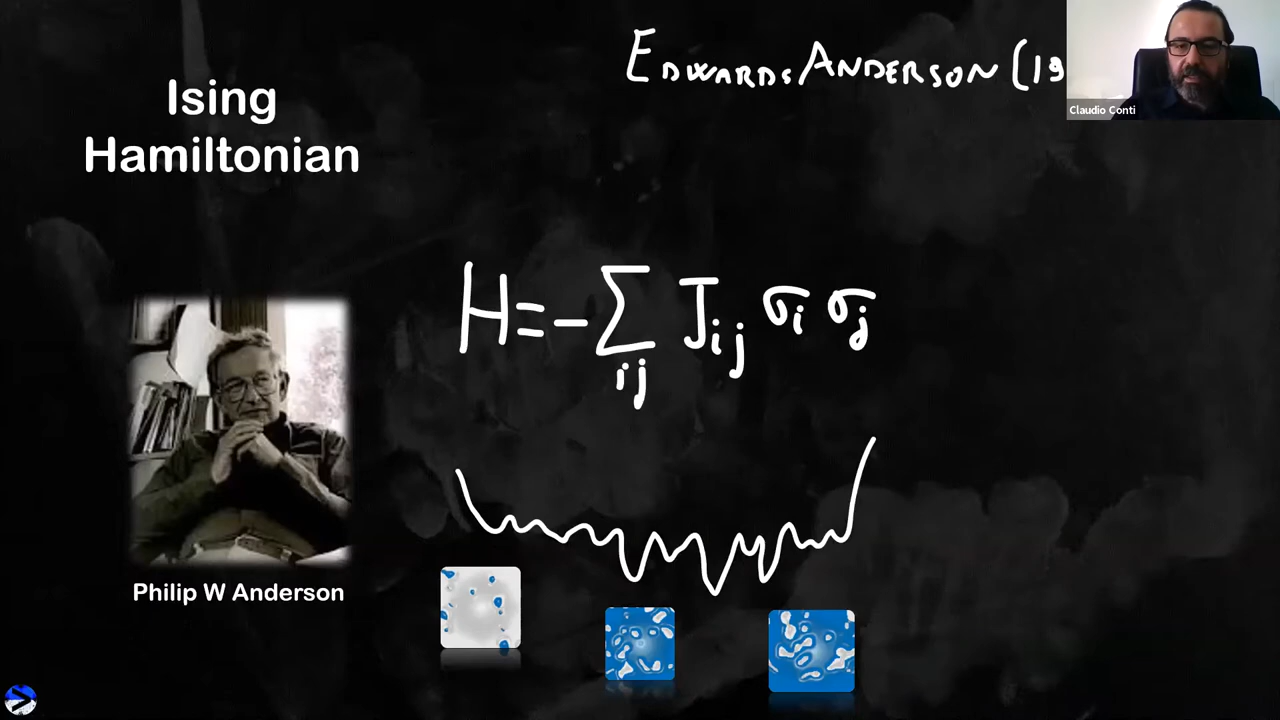 Ising
Hamiltonian
EDWARDS ANDERSON (19
Claudio Conti
H = - ∑ij Jij σi σj
Philip W Anderson